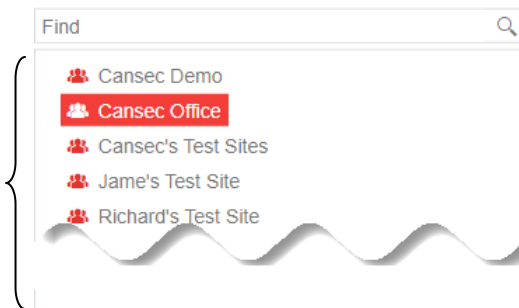 Find
Cansec Demo
Cansec Office
Cansec's Test Sites
Jame's Test Site
Richard's Test Site